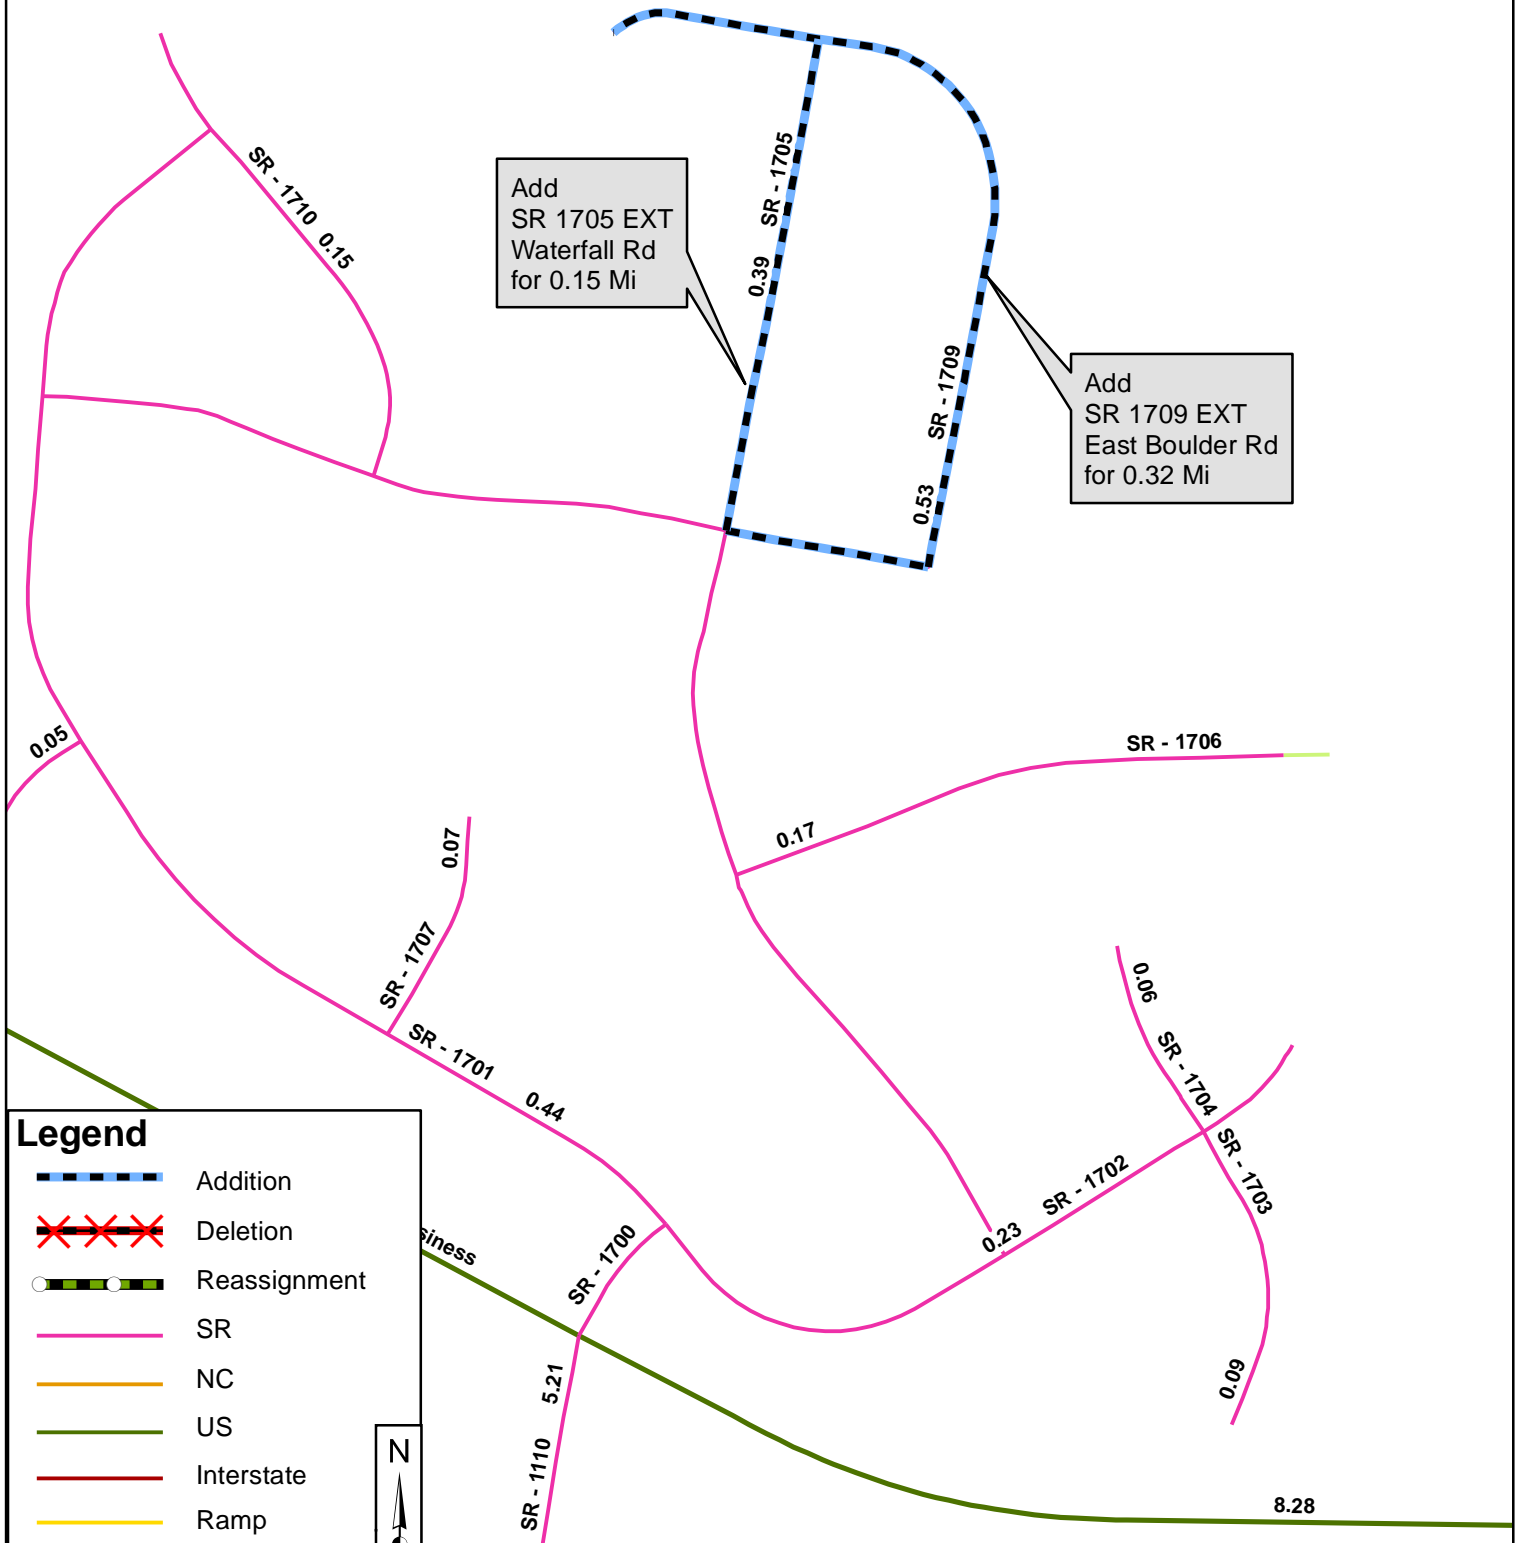 SR - 1710 0.15
Add
SR 1705 EXT
Waterfall Rd
for 0.15 Mi
SR - 1705
0.39
SR - 1709
0.53
Add
SR 1709 EXT
East Boulder Rd
for 0.32 Mi
0.05
SR - 1706
0.17
0.07
SR - 1707
SR - 1701
0.44
0.06
SR - 1704
SR - 1703
0.09
SR - 1702
0.23
SR - 1700
siness
5.21
SR - 1110
8.28
Legend
Addition
Deletion
Reassignment
SR
NC
US
Interstate
Ramp
N